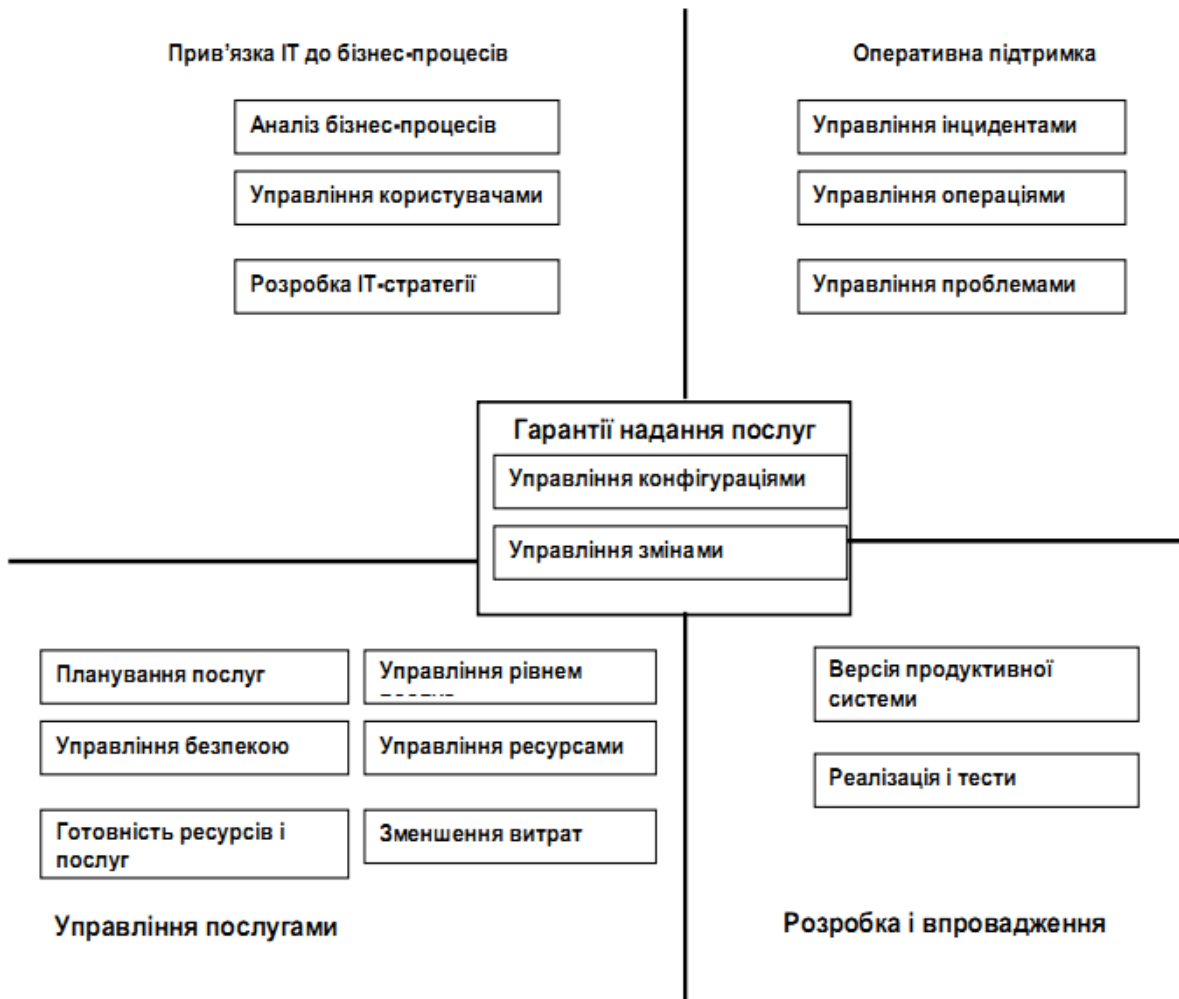 Прив’язка ІТ до бізнес-процесів
Аналіз бізнес-процесів
Управління користувачами
Розробка ІТ-стратегії
Оперативна підтримка
Управління інцидентами
Управління операціями
Управління проблемами
Гарантії надання послуг
Управління конфігураціями
Управління змінами
Планування послуг
Управління рівнем
Управління безпекою
Управління ресурсами
Готовність ресурсів і
послуг
Зменшення витрат
Управління послугами
Версія продуктивної
системи
Реалізація і тести
Розробка і впровадження